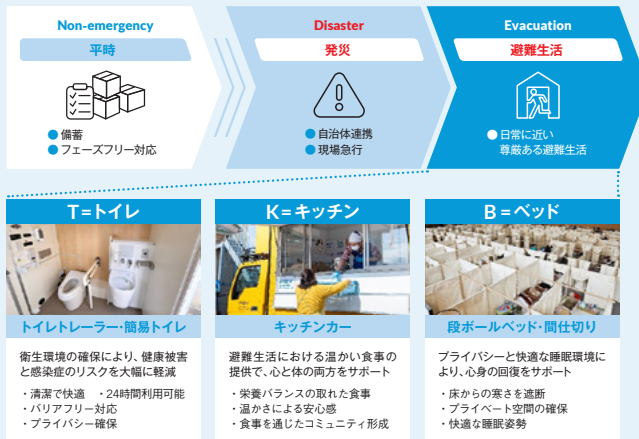 Non-emergency
平時
● 備蓄
● フェーズフリー対応
Disaster
発災
● 自治体連携
● 現場急行
Evacuation
避難生活
● 日常に近い
尊厳ある避難生活
T=トイレ
トイレトレーラー・簡易トイレ
衛生環境の確保により、健康被害
と感染症のリスクを大幅に軽減
・清潔で快適 ・24時間利用可能
・バリアフリー対応
・プライバシー確保
K=キッチン
キッチンカー
避難生活における温かい食事の
提供で、心と体の両方をサポート
・栄養バランスの取れた食事
・温かさによる安心感
・食事を通じたコミュニティ形成
B=ベッド
段ボールベッド・間仕切り
プライバシーと快適な睡眠環境に
より、心身の回復をサポート
・床からの寒さを遮断
・プライベート空間の確保
・快適な睡眠姿勢